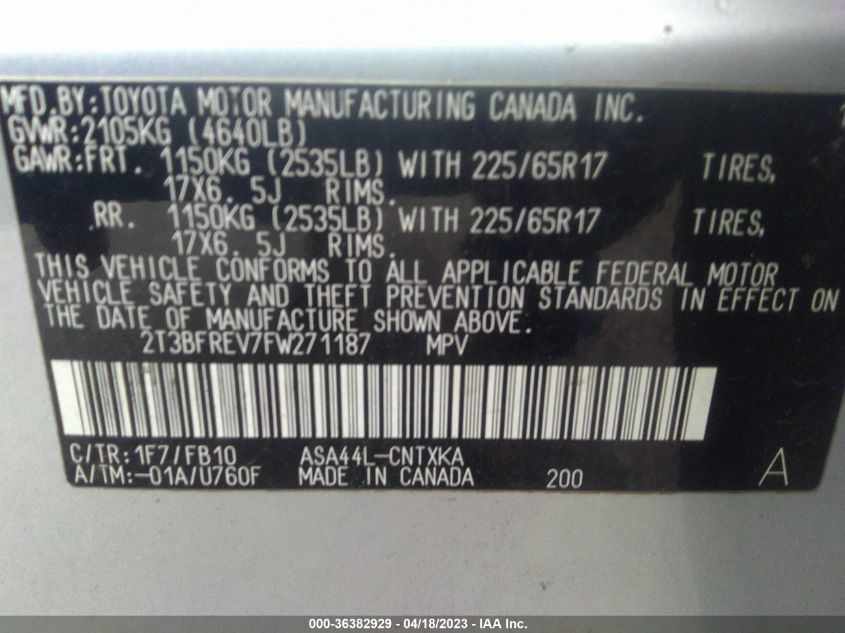 MFD.BY:TOYOTA MOTOR MANUFACTURING CANADA INC.
GVWR:2105KG (4640LB)
GAWR:FRT. 1150KG (2535LB) WITH 225/65R17 TIRES,
17X6.5J RIMS.
RR. 1150KG (2535LB) WITH 225/65R17 TIRES,
17X6.5J RIMS.
THIS VEHICLE CONFORMS TO ALL APPLICABLE FEDERAL MOTOR
VEHICLE SAFETY AND THEFT PREVENTION STANDARDS IN EFFECT ON
THE DATE OF MANUFACTURE SHOWN ABOVE.
2T3BFREV7FW271187 MPV
C/TR:1F7/FB10 ASA44L-CNTXKA
A/TM:-01A/U760F MADE IN CANADA 200 A
000-36382929 - 04/18/2023 - IAA Inc.